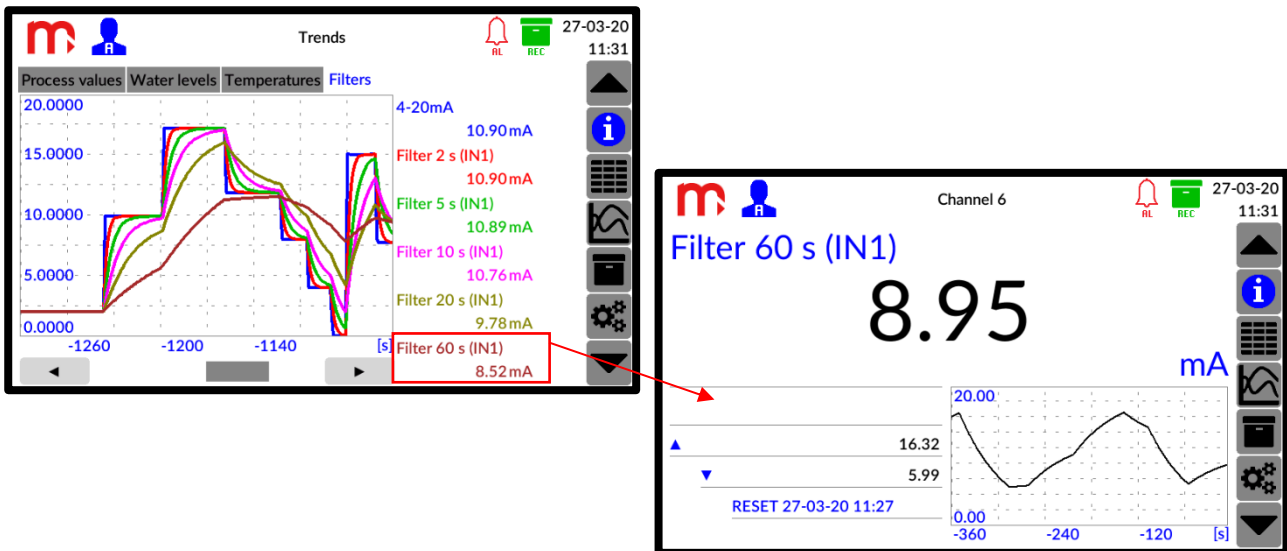 Trends
A
AL
REC
27-03-20
11:31
Process values Water levels Temperatures Filters
20.0000
15.0000
10.0000
5.0000
0.0000
-1260 -1200 -1140 [s]
4-20mA
10.90 mA
Filter 2 s (IN1)
10.90 mA
Filter 5 s (IN1)
10.89 mA
Filter 10 s (IN1)
10.76 mA
Filter 20 s (IN1)
9.78 mA
Filter 60 s (IN1)
8.52 mA
i
m
A
Channel 6
AL
REC
27-03-20
11:31
Filter 60 s (IN1)
8.95
mA
16.32
5.99
RESET 27-03-20 11:27
20.00
0.00
-360 -240 -120 [s]
i